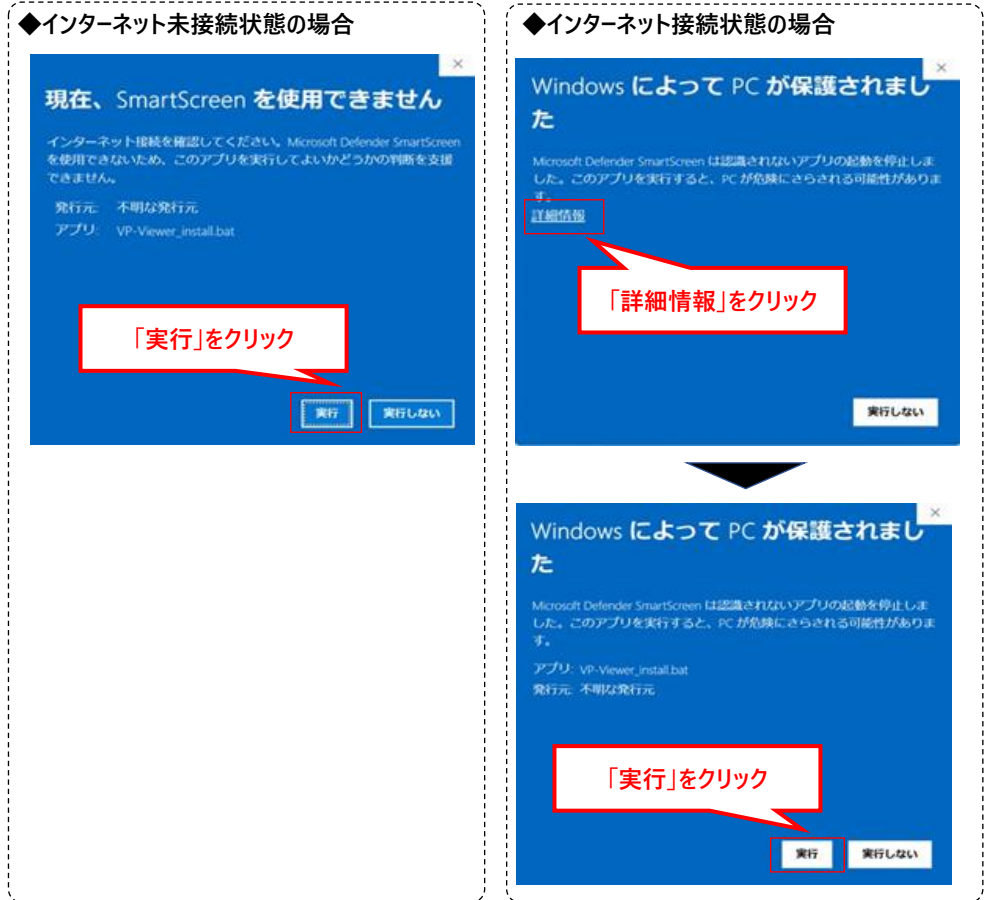 ◆インターネット未接続状態の場合
×
現在、SmartScreen を使用できません
インターネット接続を確認してください。Microsoft Defender SmartScreen
を使用できないため、このアプリを実行してよいかどうかの判断を支援
できません。
発行元: 不明な発行元
アプリ: VP-Viewer_install.bat
「実行」をクリック
実行
実行しない
◆インターネット接続状態の場合
×
Windows によって PC が保護されまし
た
Microsoft Defender SmartScreen は認識されないアプリの起動を停止しま
した。このアプリを実行すると、PC が危険にさらされる可能性がありま
す。
詳細情報
「詳細情報」をクリック
実行しない
×
Windows によって PC が保護されまし
た
Microsoft Defender SmartScreen は認識されないアプリの起動を停止しま
した。このアプリを実行すると、PC が危険にさらされる可能性がありま
す。
アプリ: VP-Viewer_install.bat
発行元: 不明な発行元
「実行」をクリック
実行
実行しない